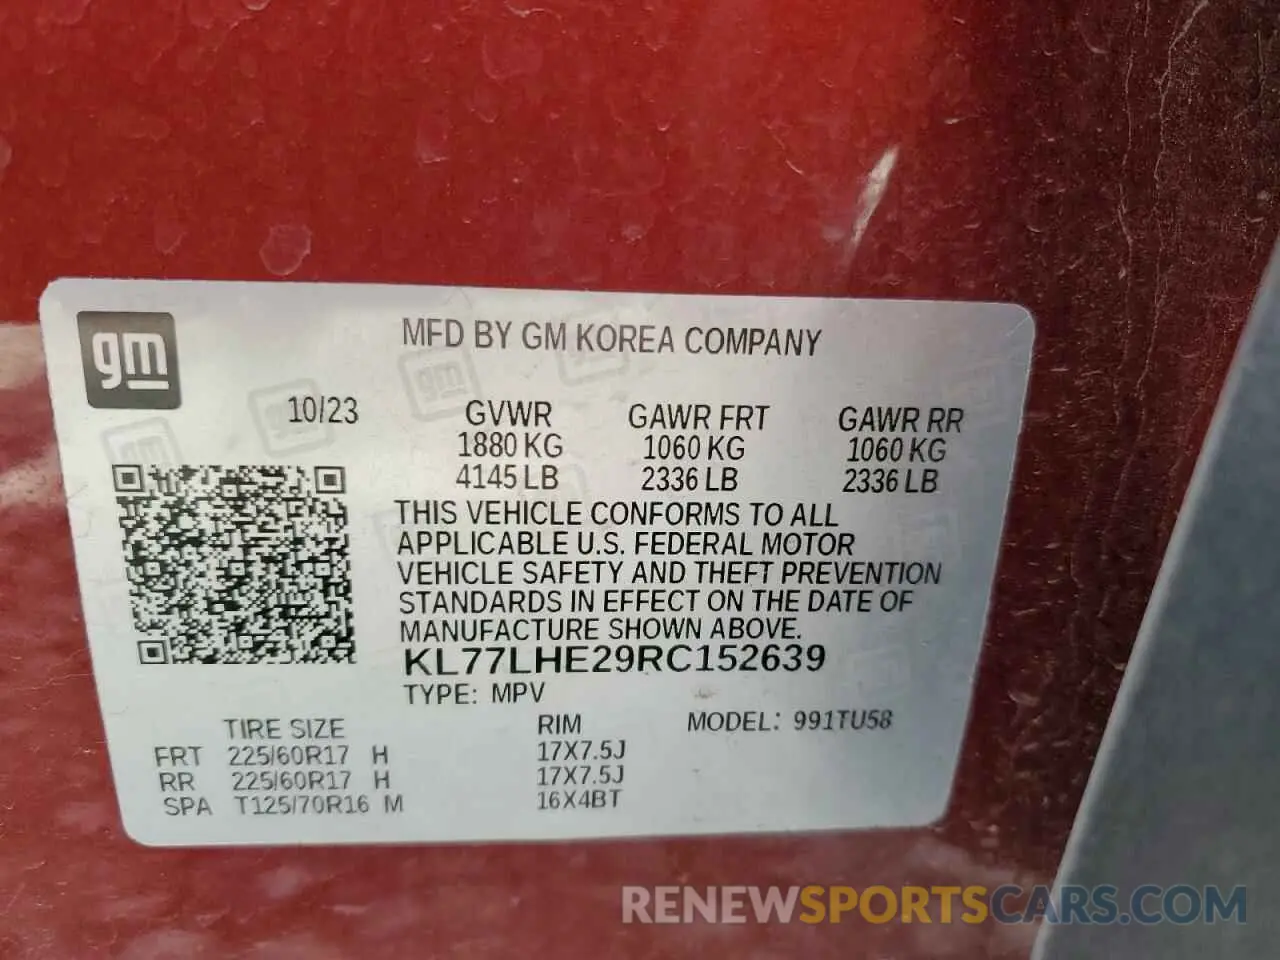 gm
MFD BY GM KOREA COMPANY
10/23 GVWR GAWR FRT GAWR RR
1880 KG 1060 KG 1060 KG
4145 LB 2336 LB 2336 LB
THIS VEHICLE CONFORMS TO ALL
APPLICABLE U.S. FEDERAL MOTOR
VEHICLE SAFETY AND THEFT PREVENTION
STANDARDS IN EFFECT ON THE DATE OF
MANUFACTURE SHOWN ABOVE.
KL77LHE29RC152639
TYPE: MPV
TIRE SIZE RIM MODEL: 991TU58
FRT 225/60R17 H 17X7.5J
RR 225/60R17 H 17X7.5J
SPA T125/70R16 M 16X4BT
RENEWSPORTSCARS.COM